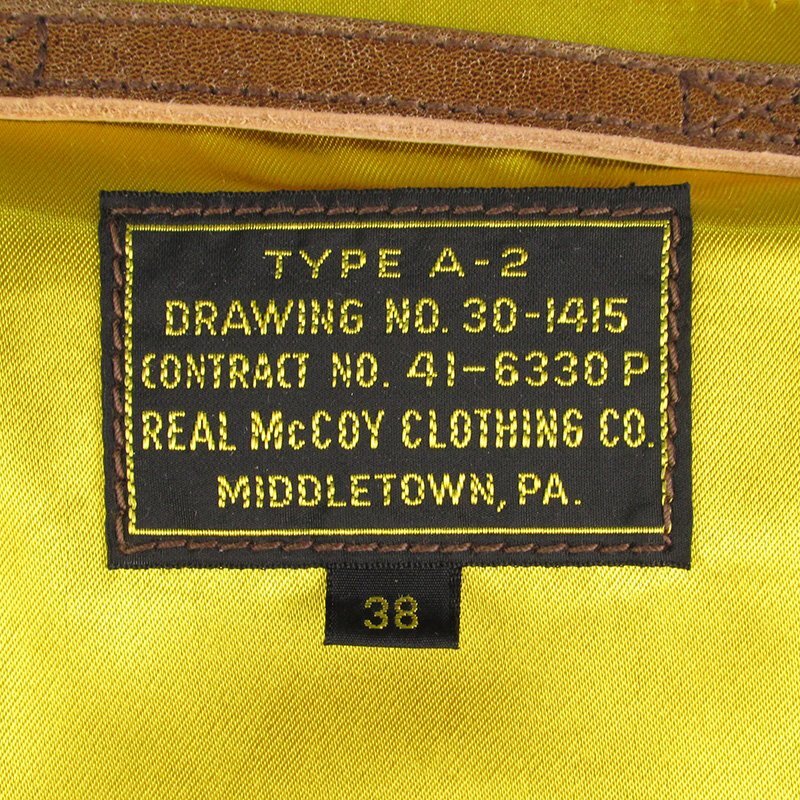 TYPE A-2
DRAWING NO. 30-1415
CONTRACT NO. 41-6330 P
REAL McCOY CLOTHING CO.
MIDDLETOWN, PA.
38